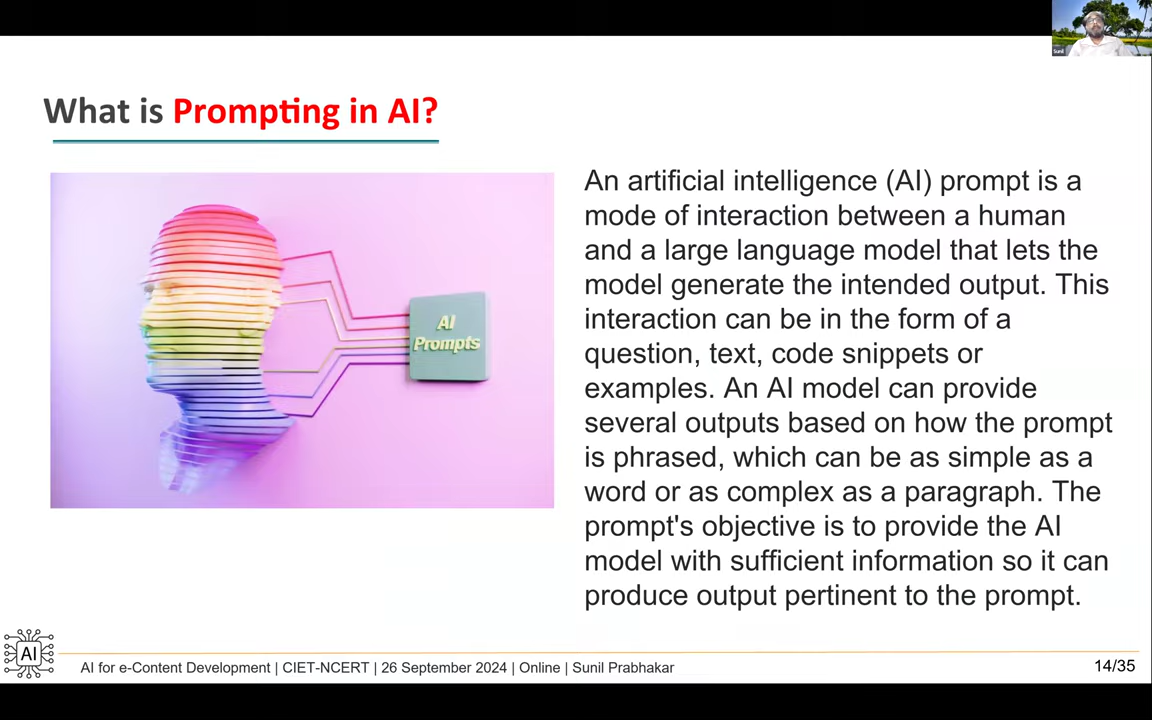 Sunil
What is Prompting in AI?
An artificial intelligence (AI) prompt is a
mode of interaction between a human
and a large language model that lets the
model generate the intended output. This
interaction can be in the form of a
question, text, code snippets or
examples. An AI model can provide
several outputs based on how the prompt
is phrased, which can be as simple as a
word or as complex as a paragraph. The
prompt's objective is to provide the AI
model with sufficient information so it can
produce output pertinent to the prompt.
AI
Prompts
AI
AI for e-Content Development | CIET-NCERT | 26 September 2024 | Online | Sunil Prabhakar
14/35